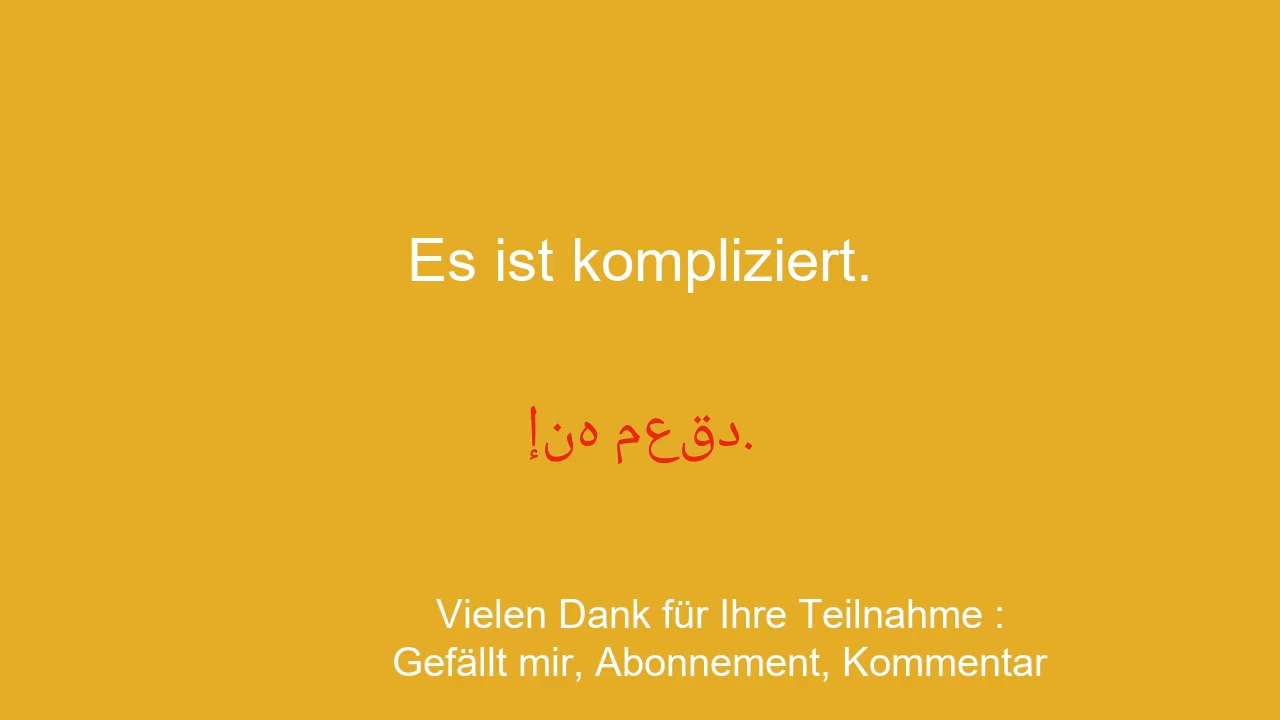 Es ist kompliziert.
إنه معقد.
Vielen Dank für Ihre Teilnahme :
Gefällt mir, Abonnement, Kommentar